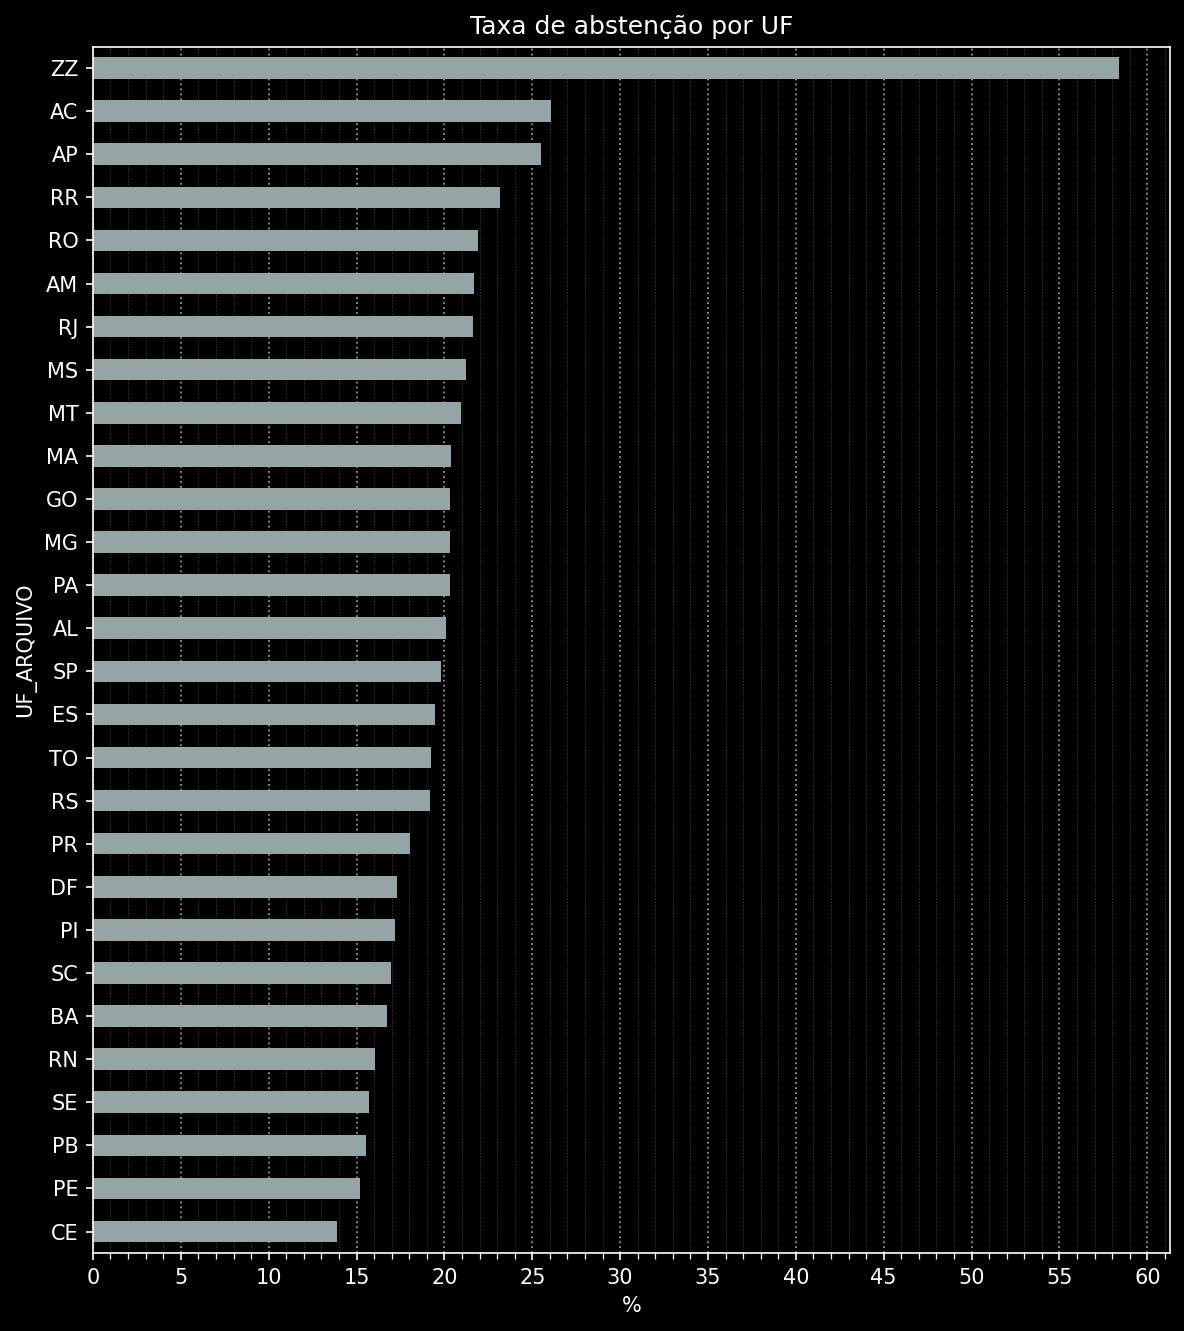 Taxa de abstenção por UF
ZZ
AC
AP
RR
RO
AM
RJ
MS
MT
MA
GO
MG
PA
AL
SP
ES
TO
RS
PR
DF
PI
SC
BA
RN
SE
PB
PE
CE
UF_ARQUIVO
0 5 10 15 20 25 30 35 40 45 50 55 60
%